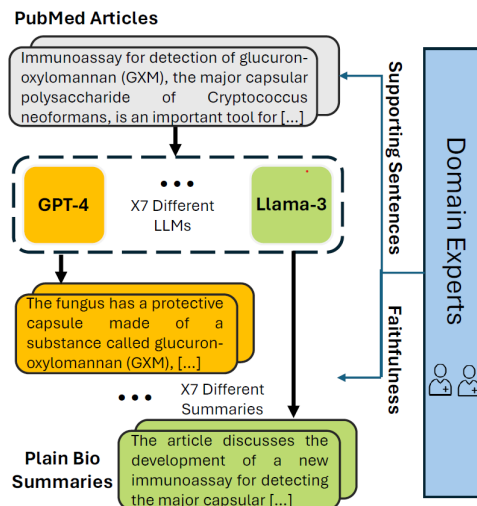 PubMed Articles
Immunoassay for detection of glucuron-
oxylomannan (GXM), the major capsular
polysaccharide of Cryptococcus
neoformans, is an important tool for [...]
GPT-4
•••
X7 Different
LLMs
Llama-3
The fungus has a protective
capsule made of a
substance called glucuron-
oxylomannan (GXM), [...]
•••
X7 Different
Summaries
Plain Bio
Summaries
The article discusses the
development of a new
immunoassay for detecting
the major capsular [...]
Supporting Sentences
Faithfulness
Domain Experts